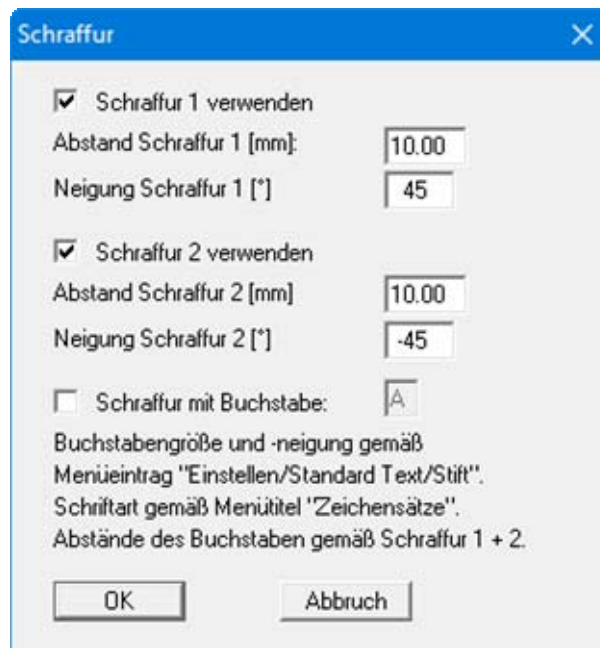 Schraffur
Schraffur 1 verwenden
Abstand Schraffur 1 [mm]: 10.00
Neigung Schraffur 1 [°] 45
Schraffur 2 verwenden
Abstand Schraffur 2 [mm] 10.00
Neigung Schraffur 2 [°] -45
Schraffur mit Buchstabe: A
Buchstabengröße und -neigung gemäß
Menüeintrag "Einstellen/Standard Text/Stift".
Schriftart gemäß Menütitel "Zeichensätze".
Abstände des Buchstaben gemäß Schraffur 1 + 2.
OK Abbruch